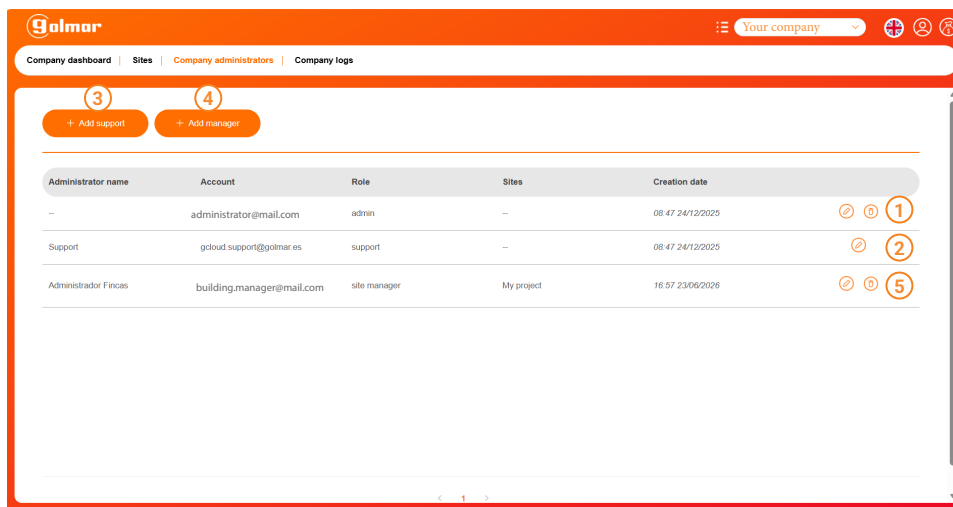 golmar
Your company
Company dashboard | Sites | Company administrators | Company logs
3 4
+ Add support + Add manager
Administrator name Account Role Sites Creation date
-- administrator@mail.com admin -- 08:47 24/12/2025 1
Support gcloud.support@golmar.es support -- 08:47 24/12/2025 2
Administrador Fincas building.manager@mail.com site manager My project 16:57 23/06/2026 5
< 1 >